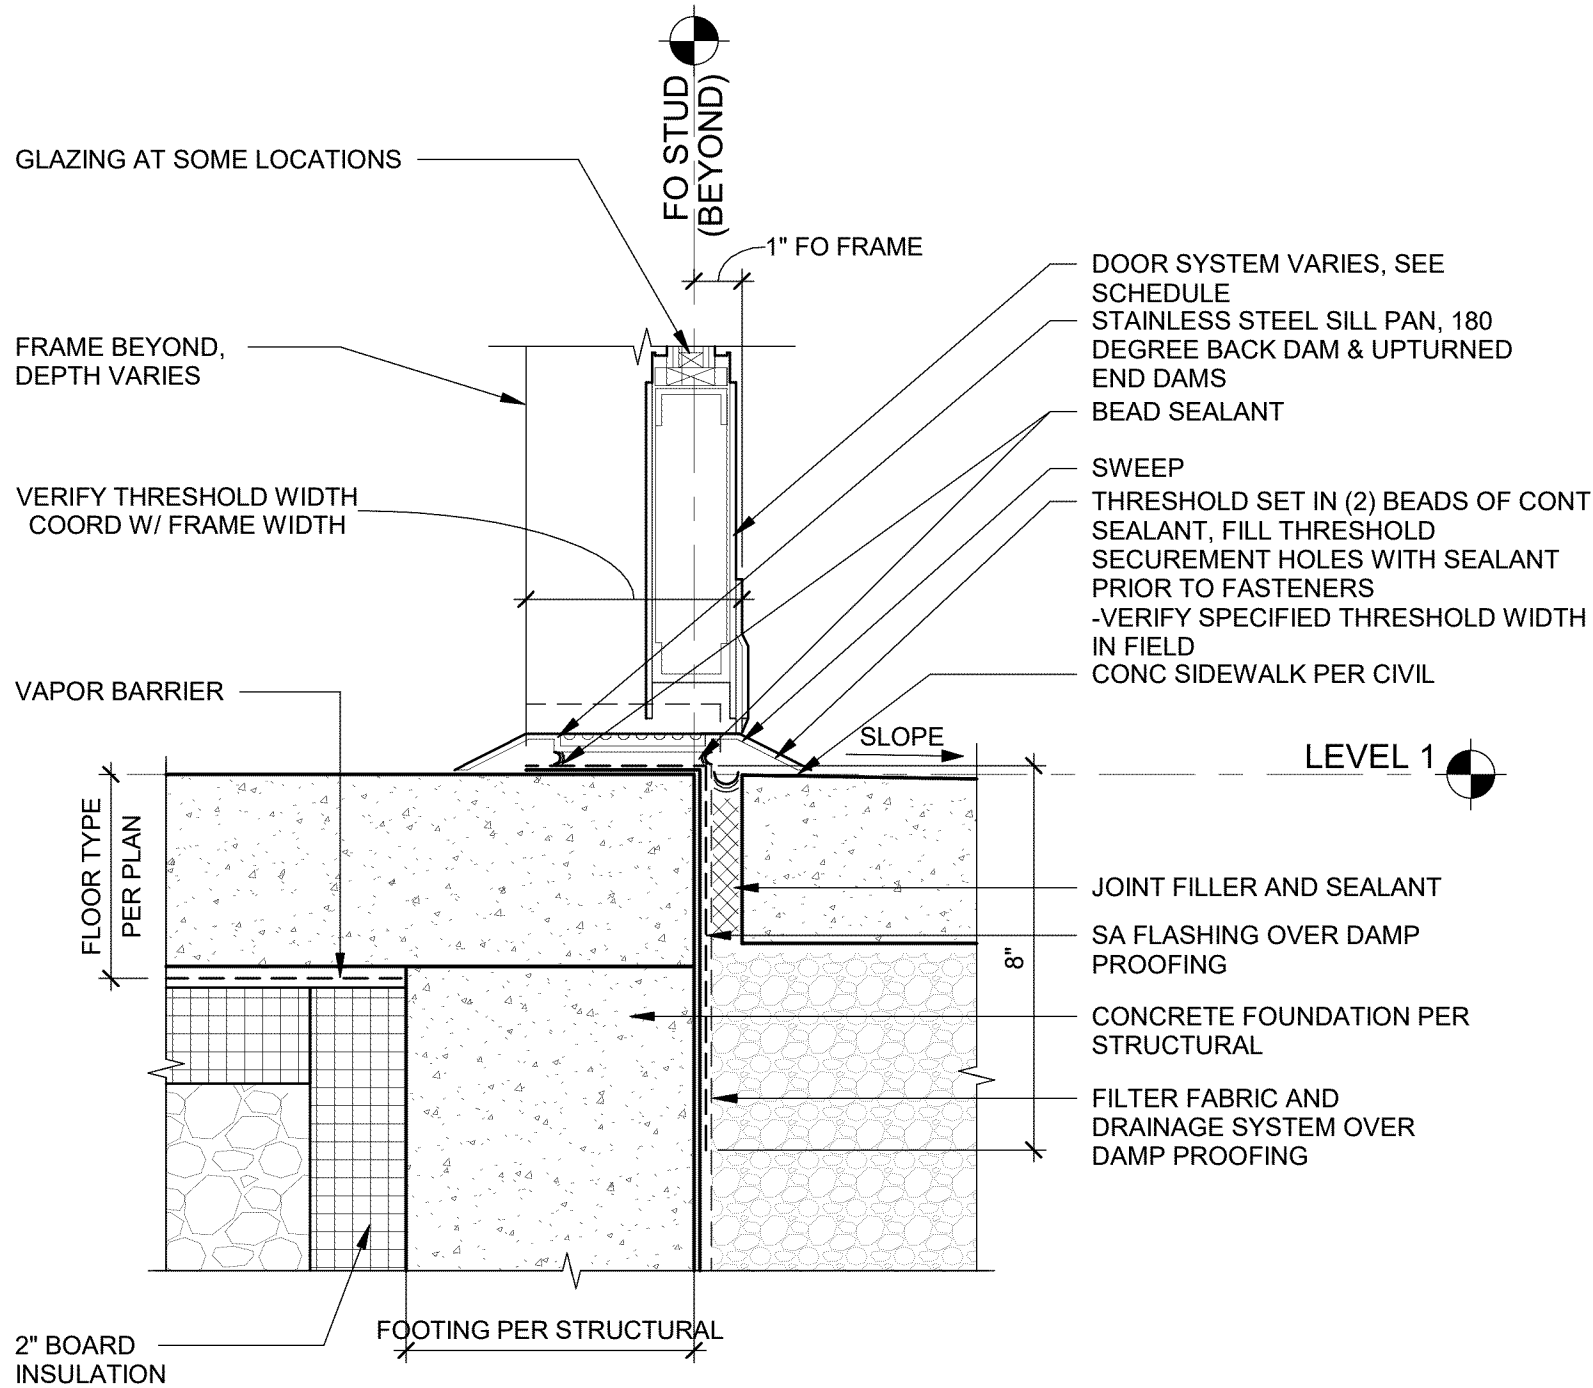 FO STUD
(BEYOND)
GLAZING AT SOME LOCATIONS
1" FO FRAME
FRAME BEYOND,
DEPTH VARIES
VERIFY THRESHOLD WIDTH
COORD W/ FRAME WIDTH
VAPOR BARRIER
FLOOR TYPE
PER PLAN
2" BOARD
INSULATION
FOOTING PER STRUCTURAL
DOOR SYSTEM VARIES, SEE
SCHEDULE
STAINLESS STEEL SILL PAN, 180
DEGREE BACK DAM & UPTURNED
END DAMS
BEAD SEALANT
SWEEP
THRESHOLD SET IN (2) BEADS OF CONT
SEALANT, FILL THRESHOLD
SECUREMENT HOLES WITH SEALANT
PRIOR TO FASTENERS
-VERIFY SPECIFIED THRESHOLD WIDTH
IN FIELD
CONC SIDEWALK PER CIVIL
SLOPE
LEVEL 1
JOINT FILLER AND SEALANT
SA FLASHING OVER DAMP
PROOFING
8"
CONCRETE FOUNDATION PER
STRUCTURAL
FILTER FABRIC AND
DRAINAGE SYSTEM OVER
DAMP PROOFING